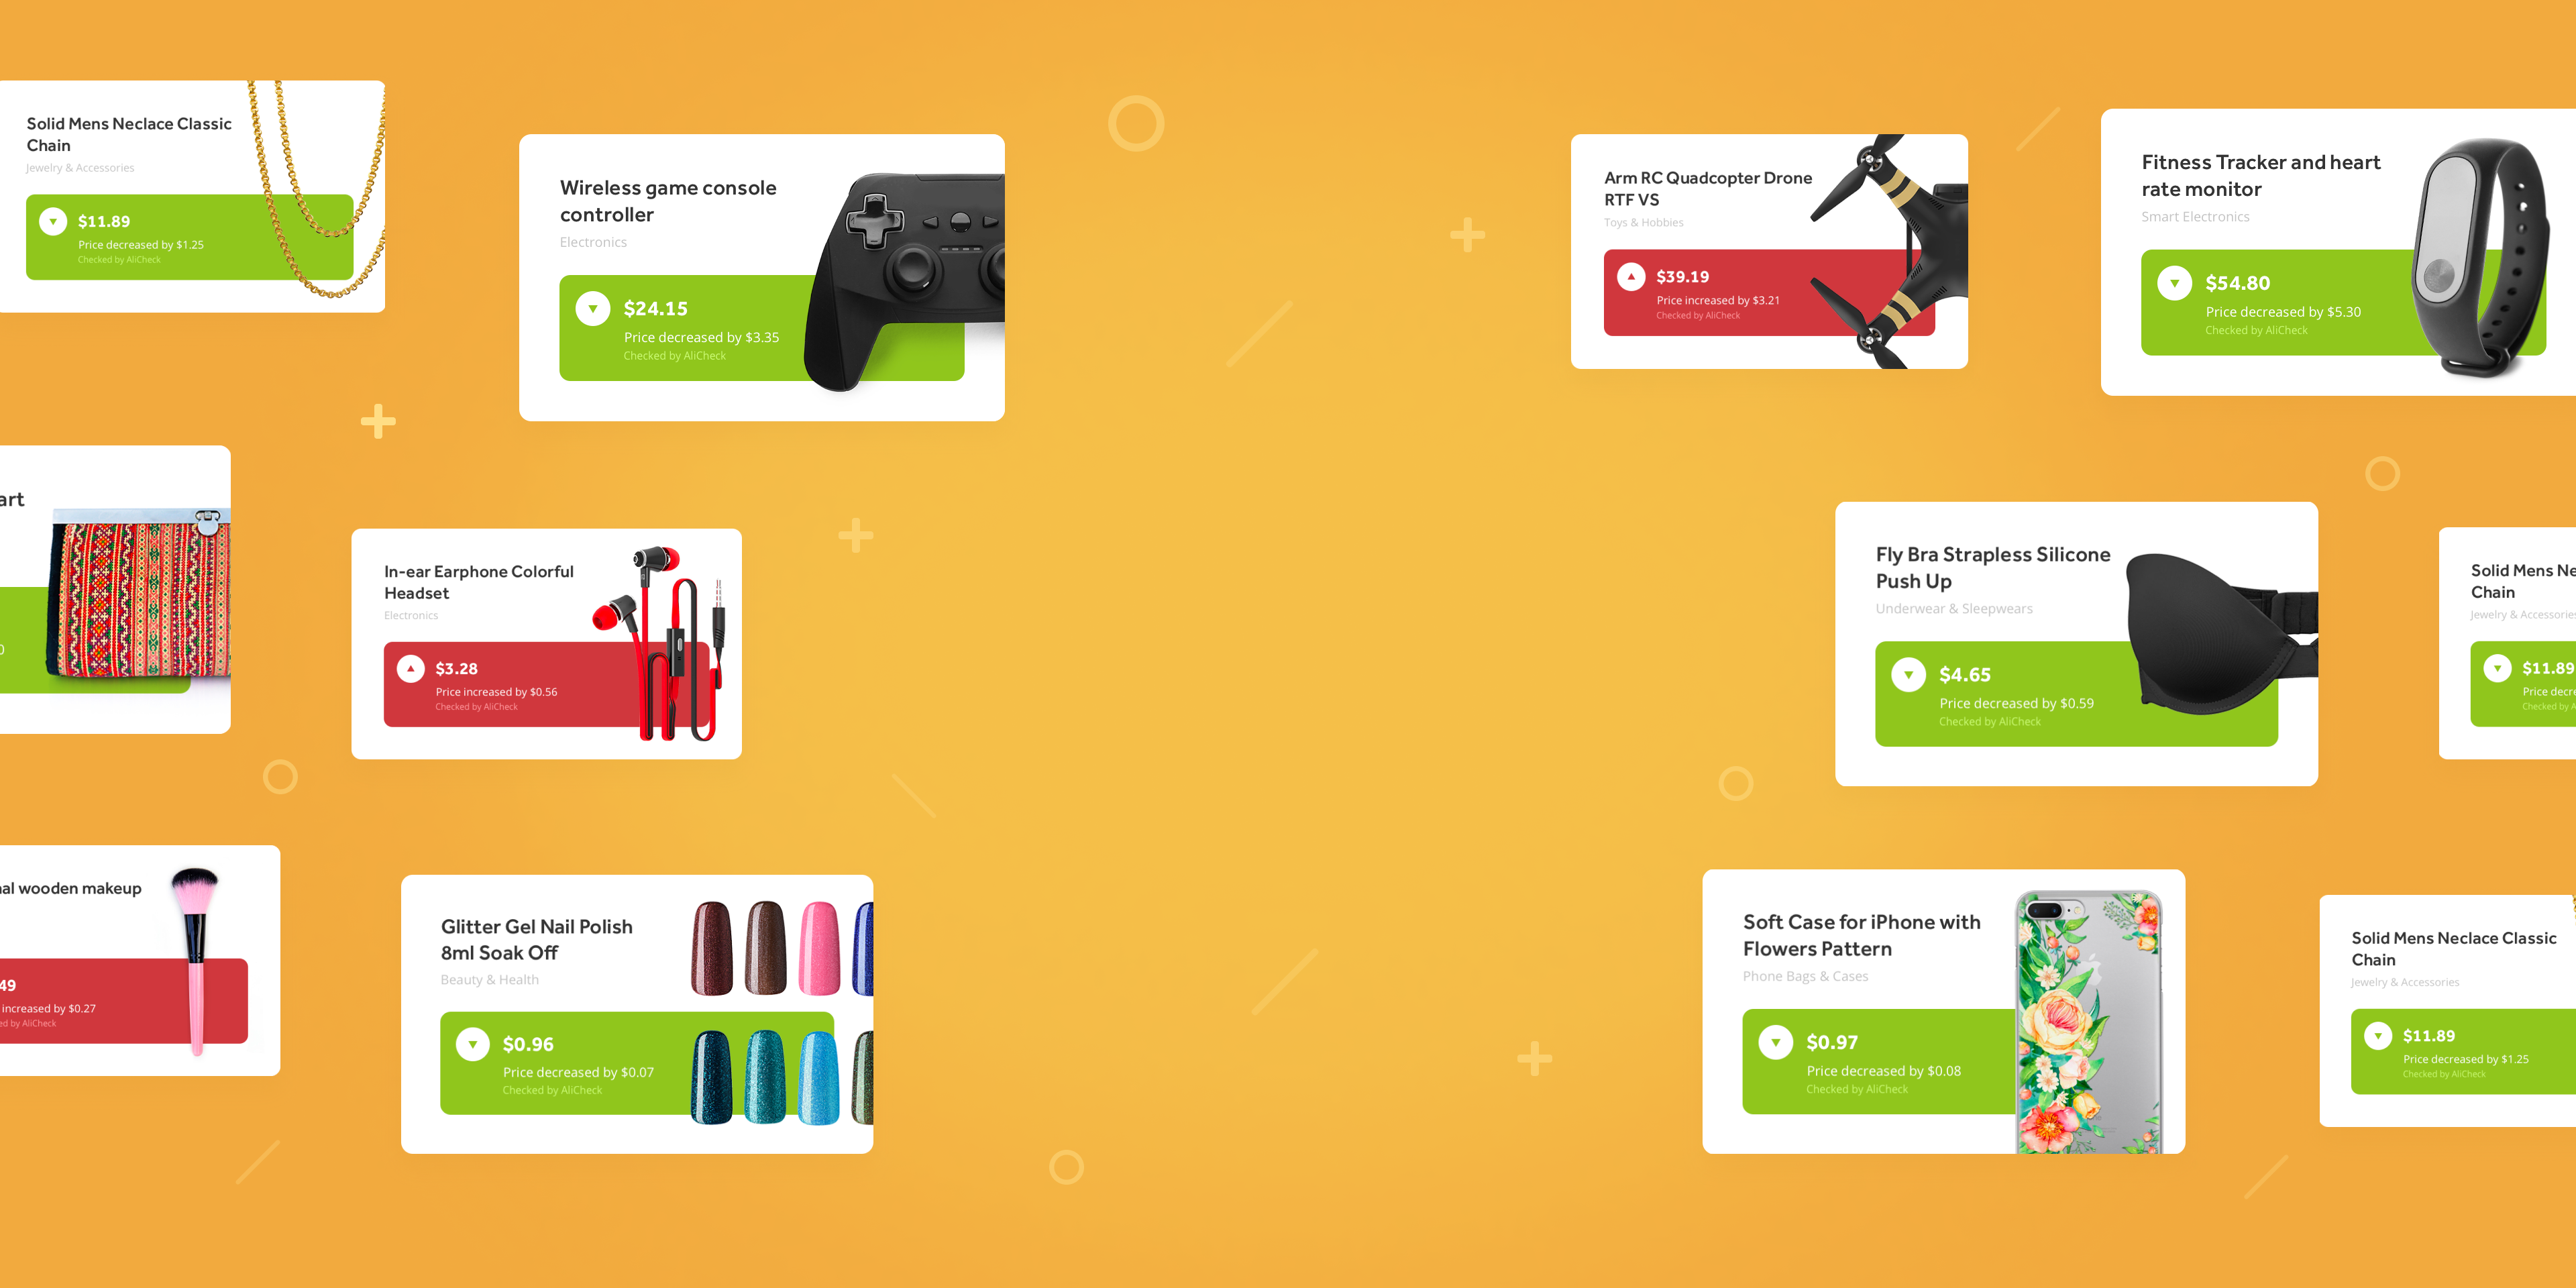 Solid Mens Neclace Classic
Chain
Jewelry & Accessories
$11.89
Price decreased by $1.25
Checked by AliCheck
Wireless game console
controller
Electronics
$24.15
Price decreased by $3.35
Checked by AliCheck
Arm RC Quadcopter Drone
RTF VS
Toys & Hobbies
$39.19
Price increased by $3.21
Checked by AliCheck
Fitness Tracker and heart
rate monitor
Smart Electronics
$54.80
Price decreased by $5.30
Checked by AliCheck
art
0
In-ear Earphone Colorful
Headset
Electronics
$3.28
Price increased by $0.56
Checked by AliCheck
Fly Bra Strapless Silicone
Push Up
Underwear & Sleepwears
$4.65
Price decreased by $0.59
Checked by AliCheck
Solid Mens Ne
Chain
Jewelry & Accessories
$11.89
Price decre
Checked by A
al wooden makeup
49
increased by $0.27
ed by AliCheck
Glitter Gel Nail Polish
8ml Soak Off
Beauty & Health
$0.96
Price decreased by $0.07
Checked by AliCheck
Soft Case for iPhone with
Flowers Pattern
Phone Bags & Cases
$0.97
Price decreased by $0.08
Checked by AliCheck
Solid Mens Neclace Classic
Chain
Jewelry & Accessories
$11.89
Price decreased by $1.25
Checked by AliCheck